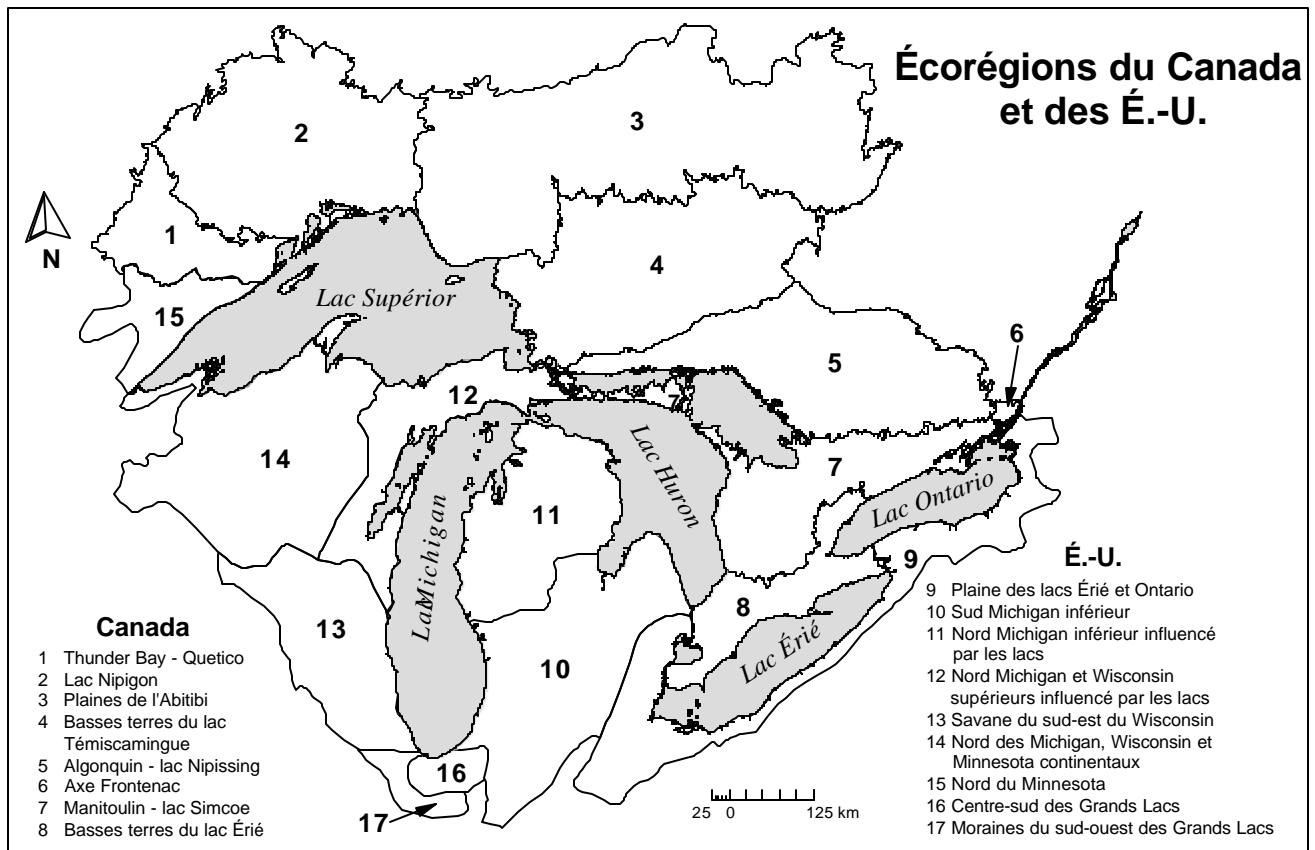 Écorégions du Canada
et des É.-U.
2
3
1
N
4
Lac Supérior
15
6
5
12
7
14
Lac Huron
7
Lac Ontario
11
LaMichigan
9
8
13
10
Lac Érié
16
17
25 0 125 km
Canada
1 Thunder Bay - Quetico
2 Lac Nipigon
3 Plaines de l'Abitibi
4 Basses terres du lac
Témiscamingue
5 Algonquin - lac Nipissing
6 Axe Frontenac
7 Manitoulin - lac Simcoe
8 Basses terres du lac Érié
É.-U.
9 Plaine des lacs Érié et Ontario
10 Sud Michigan inférieur
11 Nord Michigan inférieur influencé
par les lacs
12 Nord Michigan et Wisconsin
supérieurs influencé par les lacs
13 Savane du sud-est du Wisconsin
14 Nord des Michigan, Wisconsin et
Minnesota continentaux
15 Nord du Minnesota
16 Centre-sud des Grands Lacs
17 Moraines du sud-ouest des Grands Lacs